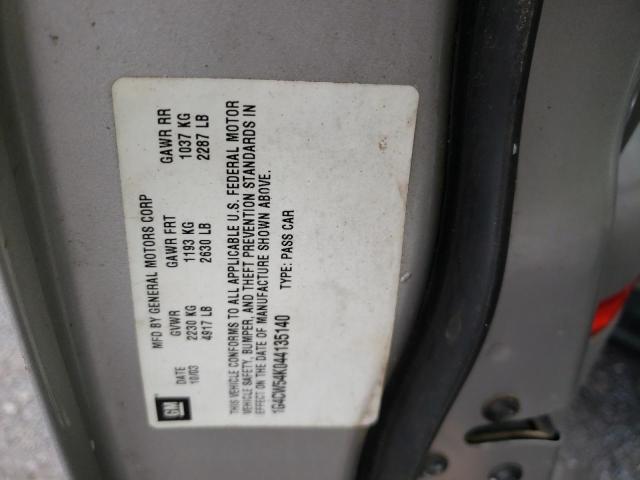 GM
MFD BY GENERAL MOTORS CORP
DATE GVWR GAWR FRT GAWR RR
10/03 2230 KG 1193 KG 1037 KG
4917 LB 2630 LB 2287 LB
THIS VEHICLE CONFORMS TO ALL APPLICABLE U.S. FEDERAL MOTOR
VEHICLE SAFETY, BUMPER, AND THEFT PREVENTION STANDARDS IN
EFFECT ON THE DATE OF MANUFACTURE SHOWN ABOVE.
1G4CW54K044135140 TYPE: PASS CAR